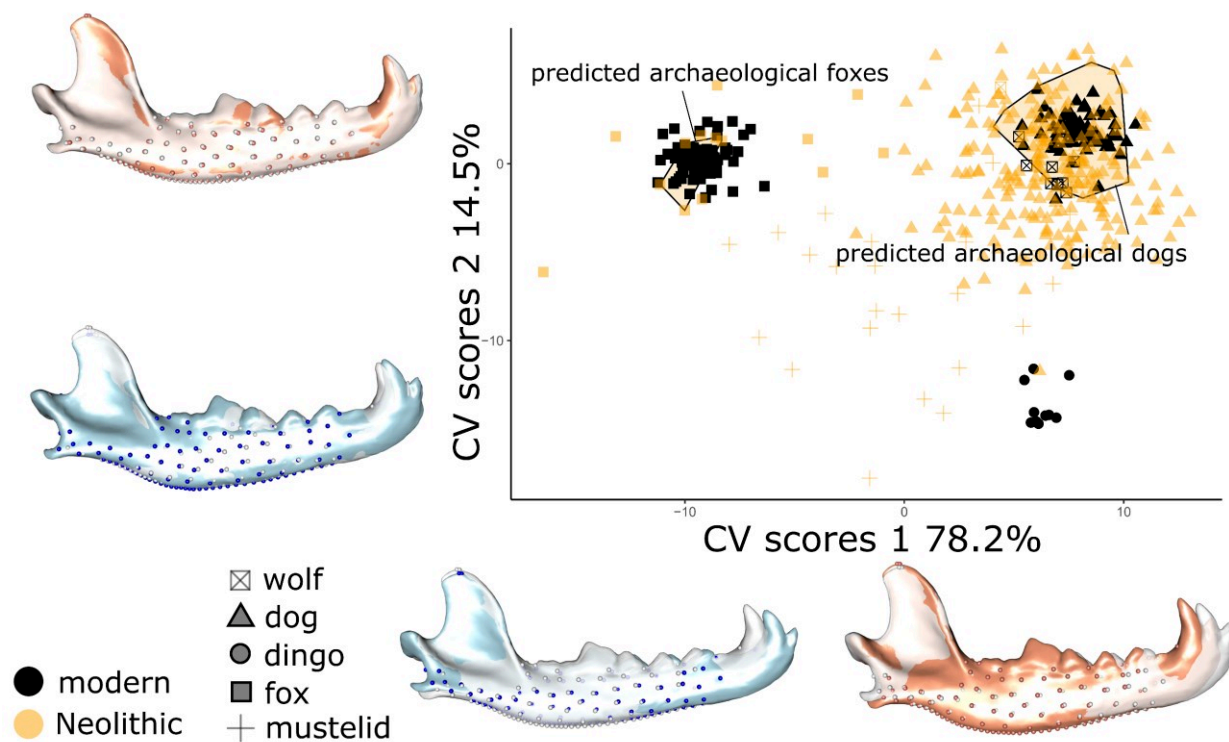 predicted archaeological foxes
predicted archaeological dogs
CV scores 2 14.5%
0
−10
−10
0
10
CV scores 1 78.2%
wolf
dog
dingo
fox
mustelid
modern
Neolithic